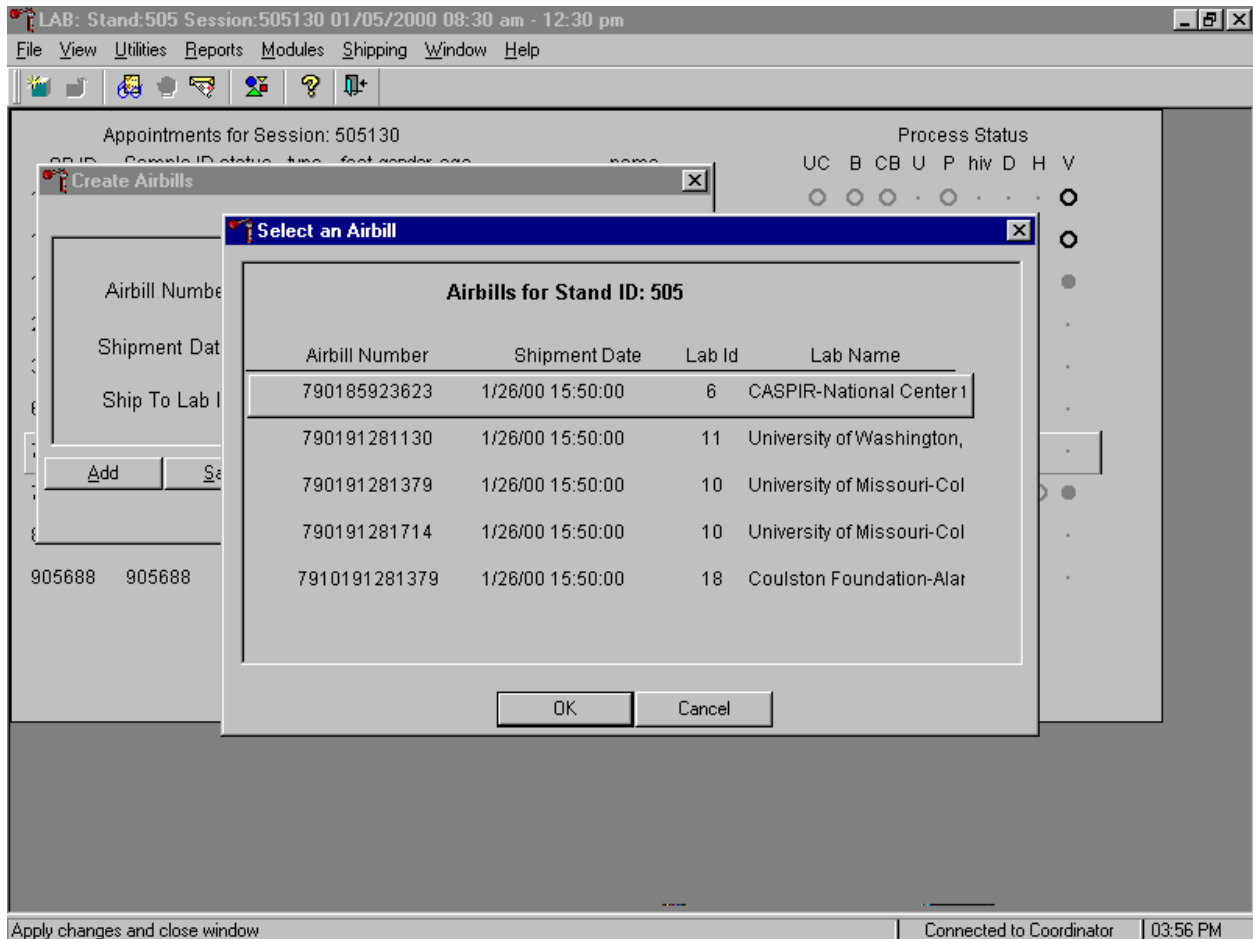 LAB: Stand:505 Session:505130 01/05/2000 08:30 am - 12:30 pm
File View Utilities Reports Modules Shipping Window Help
Appointments for Session: 505130 Process Status
UC B CB U P hiv D H V
Create Airbills
Select an Airbill
Airbill Numbe
Shipment Dat
Ship To Lab I
Add
Airbills for Stand ID: 505
Airbill Number Shipment Date Lab Id Lab Name
790185923623 1/26/00 15:50:00 6 CASPIR-National Center
790191281130 1/26/00 15:50:00 11 University of Washington,
790191281379 1/26/00 15:50:00 10 University of Missouri-Col
790191281714 1/26/00 15:50:00 10 University of Missouri-Col
7910191281379 1/26/00 15:50:00 18 Coulston Foundation-Alar
905688 905688
OK Cancel
Apply changes and close window Connected to Coordinator 03:56 PM